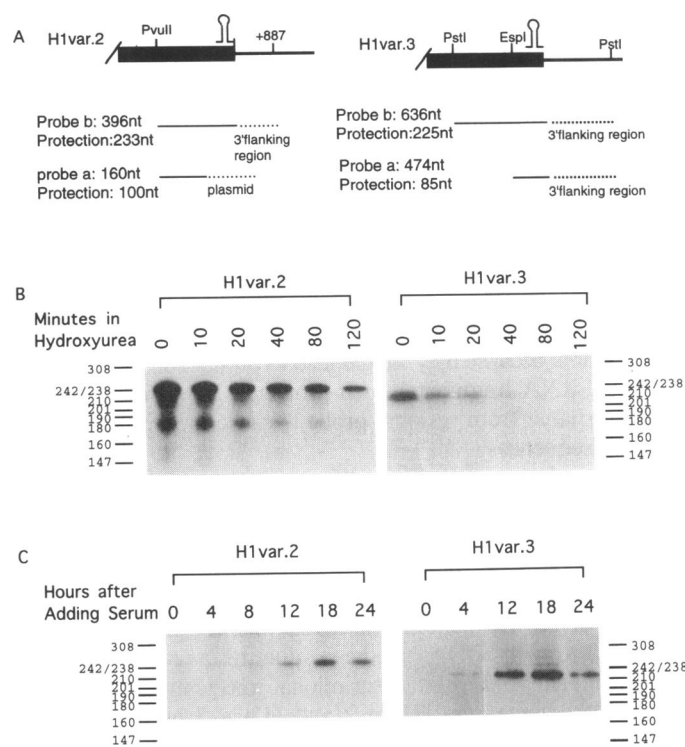 A
H1var.2
PvuII
+887
H1var.3
PstI
EspI
PstI
Probe b: 396nt
Protection:233nt
3'flanking
region
probe a: 160nt
Protection: 100nt
plasmid
Probe b: 636nt
Protection:225nt
3'flanking region
Probe a: 474nt
Protection: 85nt
3'flanking region
B
H1var.2
H1var.3
Minutes in
Hydroxyurea
0 10 20 40 80 120
0 10 20 40 80 120
308
242/238
210
201
190
180
160
147
308
242/238
210
201
190
180
160
147
C
H1var.2
H1var.3
Hours after
Adding Serum
0 4 8 12 18 24
0 4 12 18 24
308
242/238
210
201
190
180
160
147
308
242/238
210
201
190
180
160
147